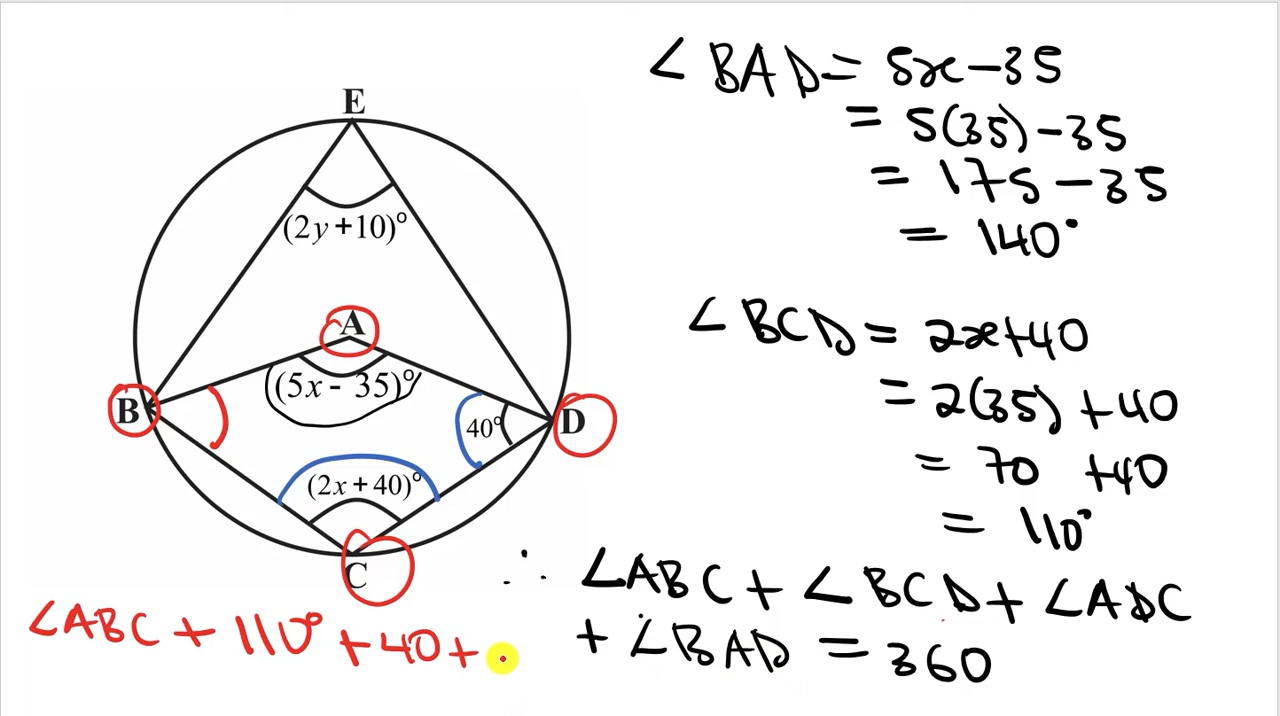 E
(2y+10)°
A
(5x - 35)°
B
D
40°
(2x + 40)°
C
∠BAD = 5x - 35
= 5(35) - 35
= 175 - 35
= 140°
∠BCD = 2x + 40
= 2(35) + 40
= 70 + 40
= 110°
∴ ∠ABC + ∠BCD + ∠ADC
+ ∠BAD = 360
∠ABC + 110° + 40 +